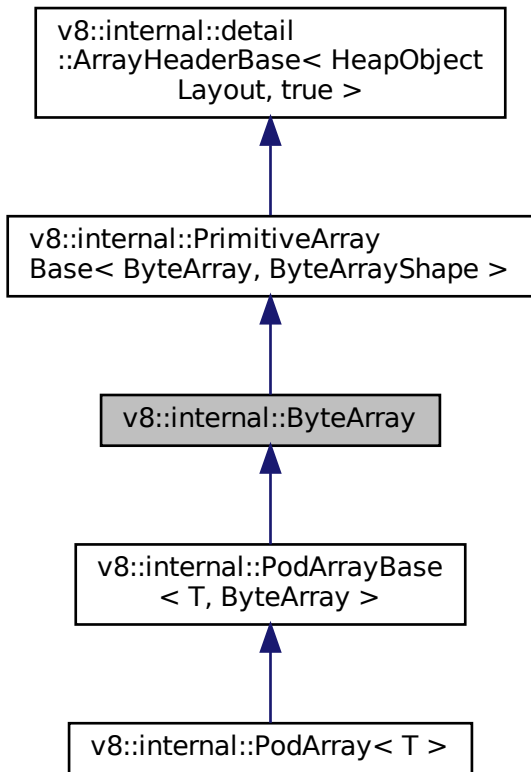 v8::internal::detail
::ArrayHeaderBase< HeapObject
Layout, true >
v8::internal::PrimitiveArray
Base< ByteArray, ByteArrayShape >
v8::internal::ByteArray
v8::internal::PodArrayBase
< T, ByteArray >
v8::internal::PodArray< T >